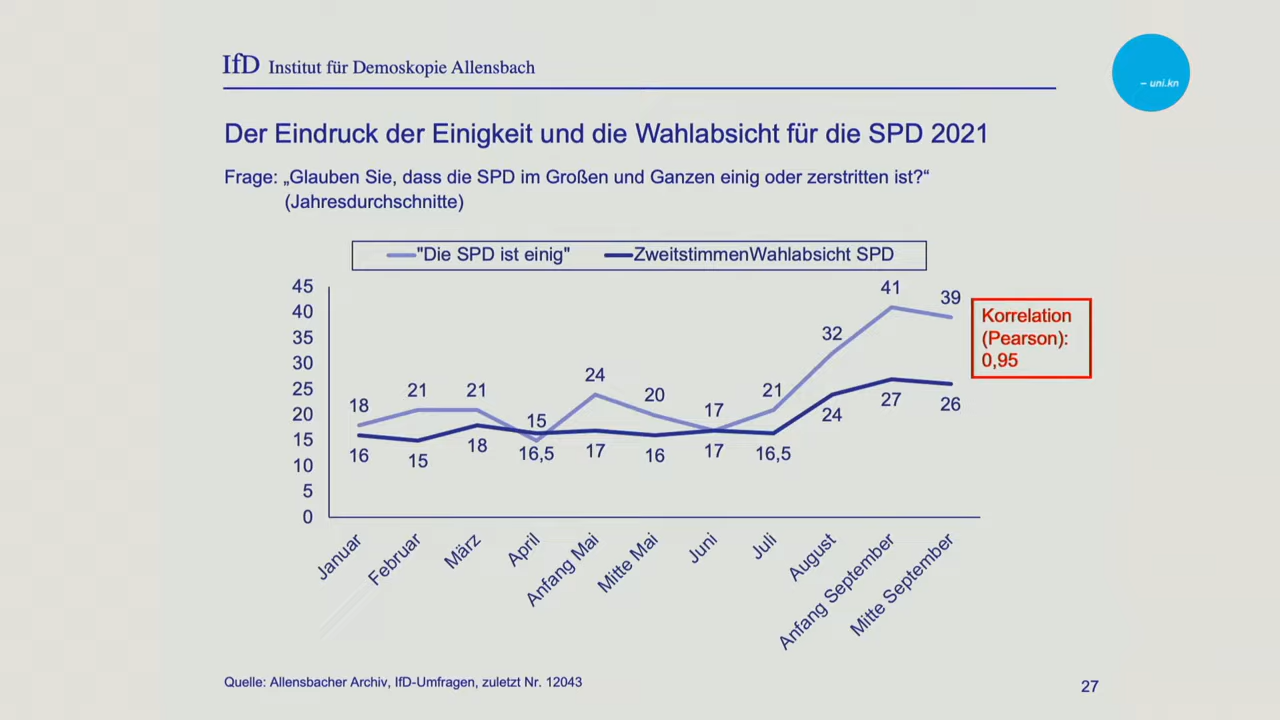 IfD Institut für Demoskopie Allensbach
– uni.kn
Der Eindruck der Einigkeit und die Wahlabsicht für die SPD 2021
Frage: „Glauben Sie, dass die SPD im Großen und Ganzen einig oder zerstritten ist?“
(Jahresdurchschnitte)
"Die SPD ist einig" ZweitstimmenWahlabsicht SPD
45
40
35
30
25
20
15
10
5
0
18 21 21 15 24 20 17 21 32 41 39
16 15 18 16,5 17 16 17 16,5 24 27 26
Korrelation
(Pearson):
0,95
Januar
Februar
März
April
Anfang Mai
Mitte Mai
Juni
Juli
August
Anfang September
Mitte September
Quelle: Allensbacher Archiv, IfD-Umfragen, zuletzt Nr. 12043
27